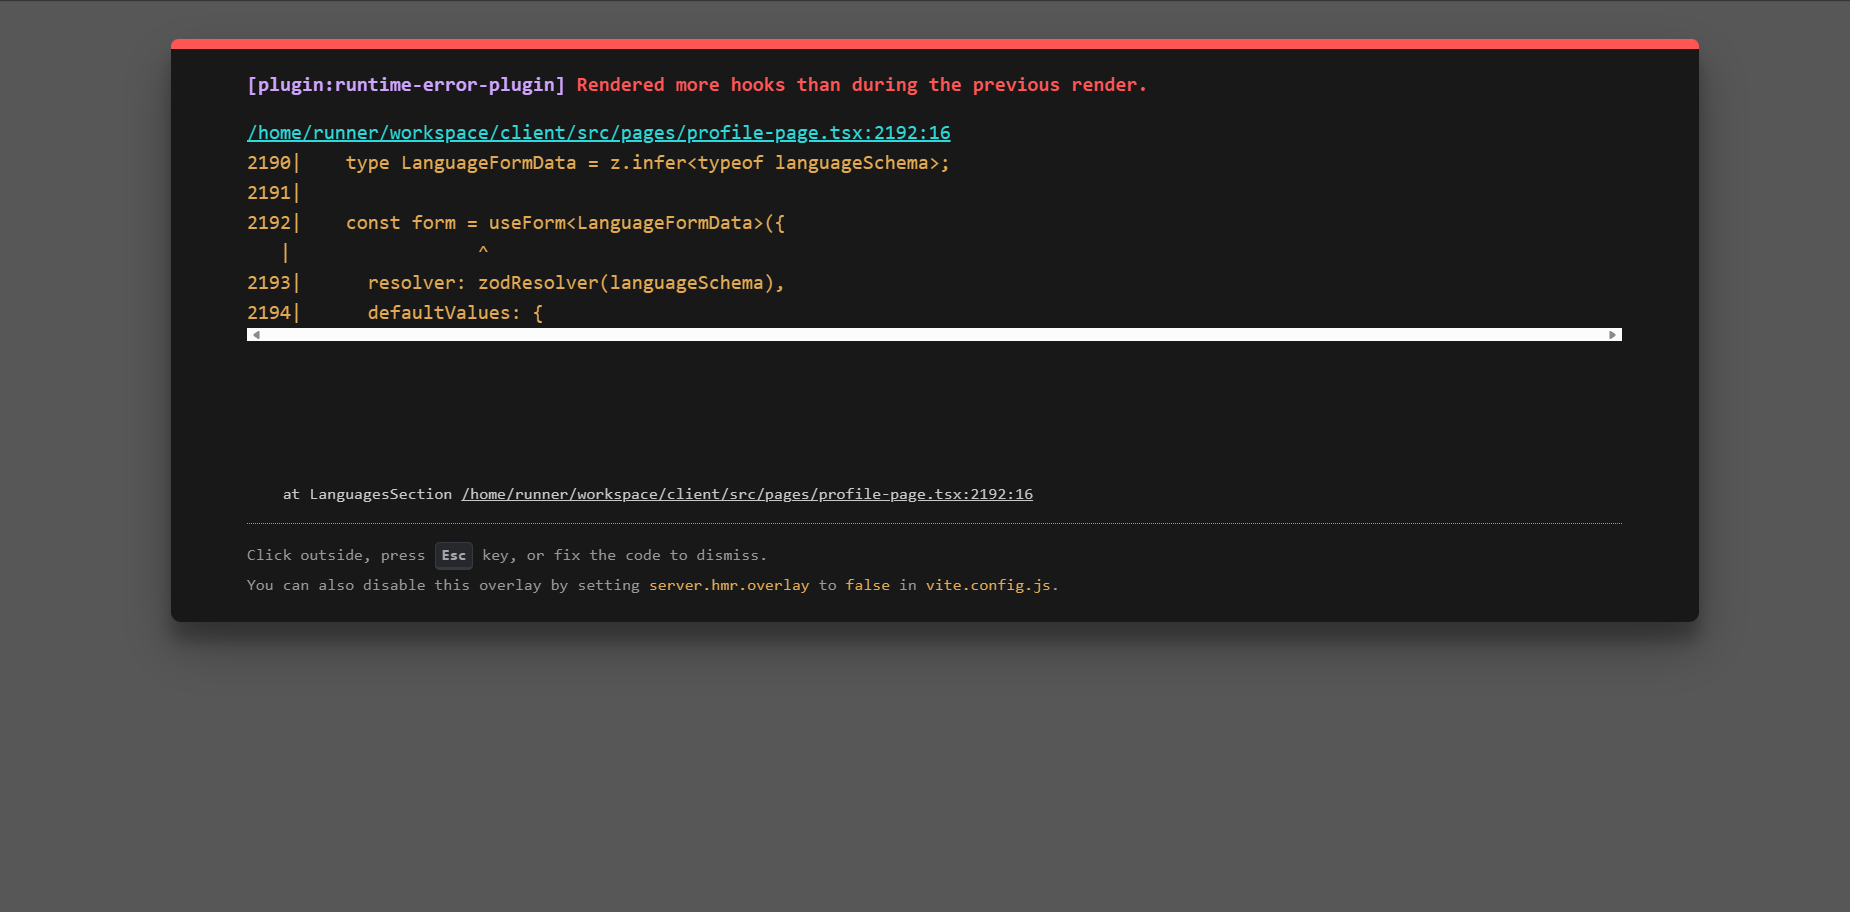 [plugin:runtime-error-plugin] Rendered more hooks than during the previous render.
/home/runner/workspace/client/src/pages/profile-page.tsx:2192:16
2190|    type LanguageFormData = z.infer<typeof languageSchema>;
2191|
2192|    const form = useForm<LanguageFormData>({
   |                 ^
2193|      resolver: zodResolver(languageSchema),
2194|      defaultValues: {
at LanguagesSection /home/runner/workspace/client/src/pages/profile-page.tsx:2192:16
Click outside, press Esc key, or fix the code to dismiss.
You can also disable this overlay by setting server.hmr.overlay to false in vite.config.js.